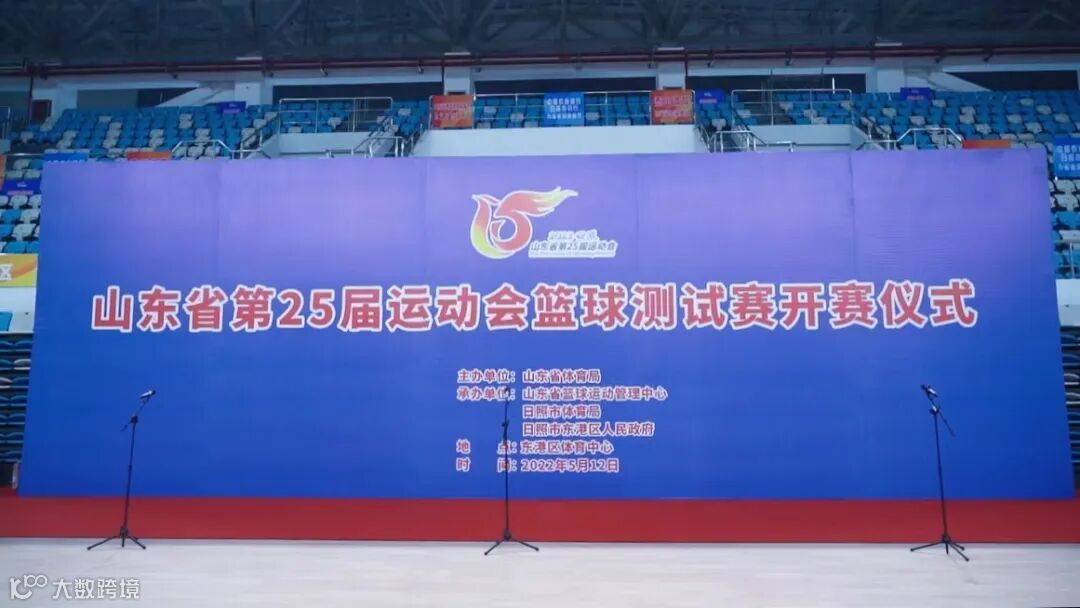 山东省第25届运动会
山东省第25届运动会篮球测试赛开赛仪式
主办单位：山东省体育局
承办单位：山东省篮球运动管理中心
日照市体育局
日照市东港区人民政府
地 点：东港区体育中心
时 间：2022年5月12日
大数跨境